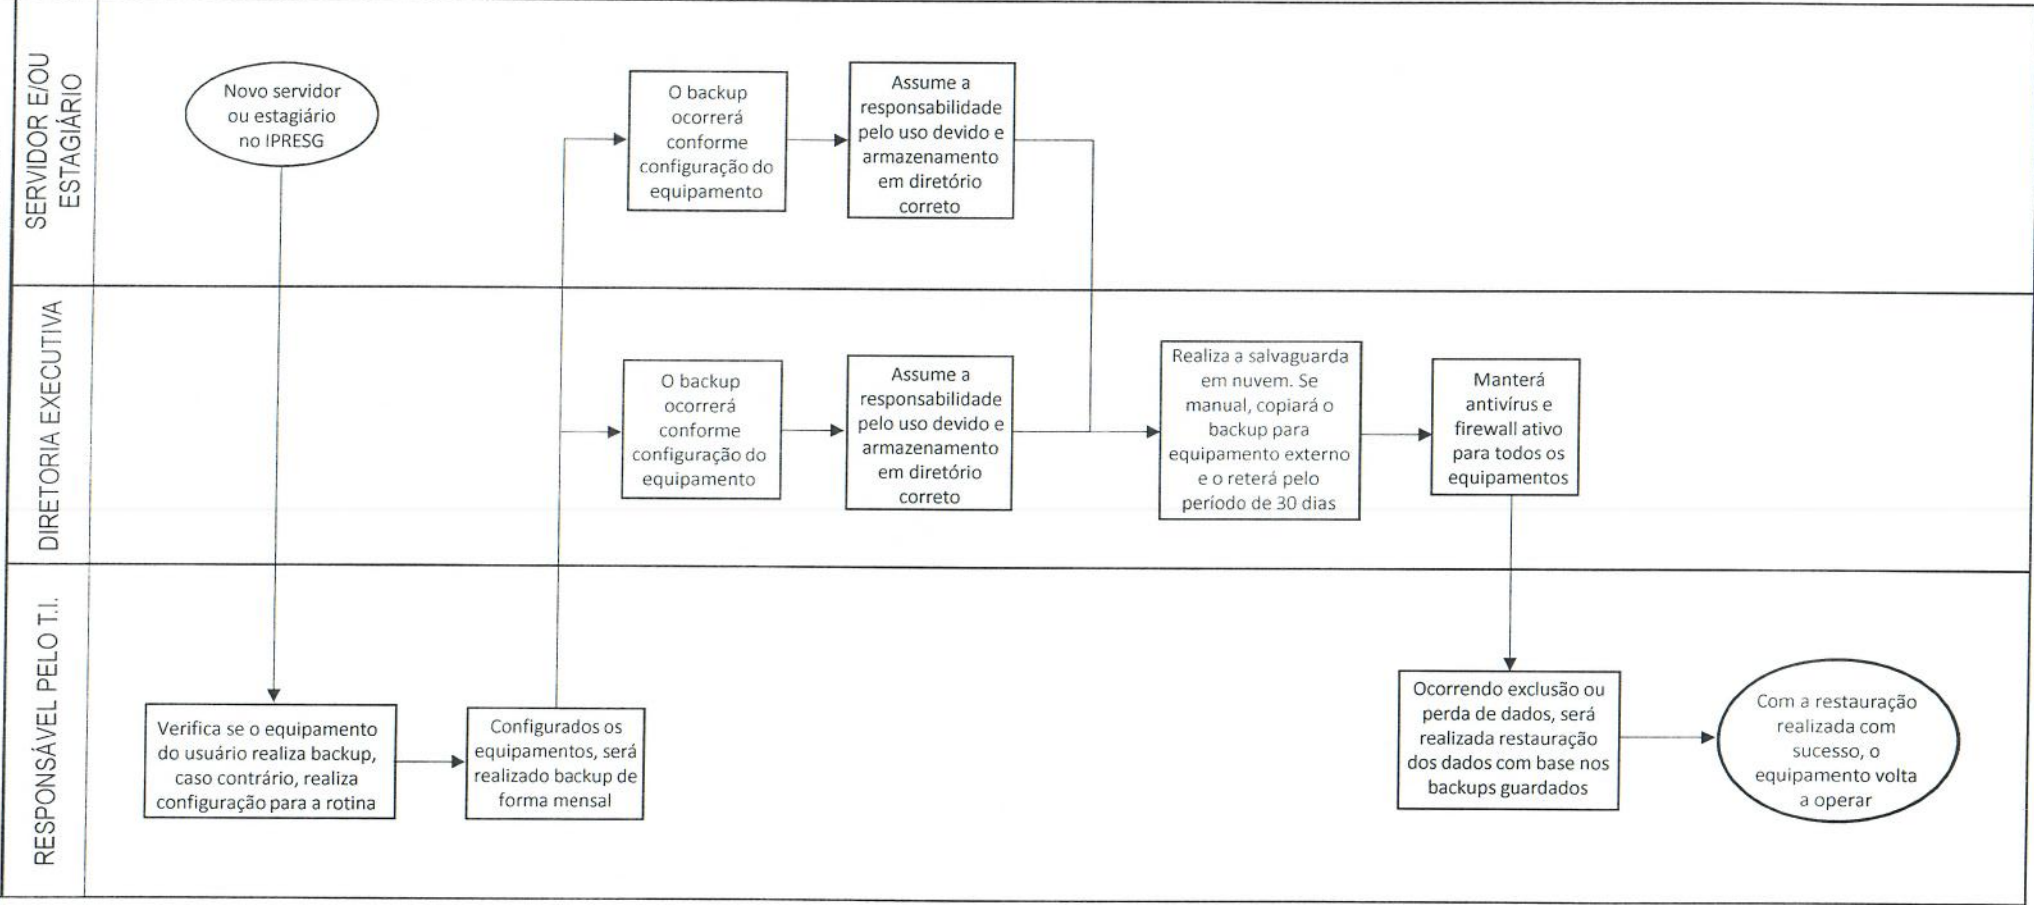 SERVIDOR E/OU
ESTAGIÁRIO
Novo servidor
ou estagiário
no IPRESG
O backup
ocorrerá
conforme
configuração do
equipamento
Assume a
responsabilidade
pelo uso devido e
armazenamento
em diretório
correto
DIRETORIA EXECUTIVA
O backup
ocorrerá
conforme
configuração do
equipamento
Assume a
responsabilidade
pelo uso devido e
armazenamento
em diretório
correto
Realiza a salvaguarda
em nuvem. Se
manual, copiará o
backup para
equipamento externo
e o reterá pelo
período de 30 dias
Manterá
antivírus e
firewall ativo
para todos os
equipamentos
RESPONSÁVEL PELO T.I.
Verifica se o equipamento
do usuário realiza backup,
caso contrário, realiza
configuração para a rotina
Configurados os
equipamentos, será
realizado backup de
forma mensal
Ocorrendo exclusão ou
perda de dados, será
realizada restauração
dos dados com base nos
backups guardados
Com a restauração
realizada com
sucesso, o
equipamento volta
a operar